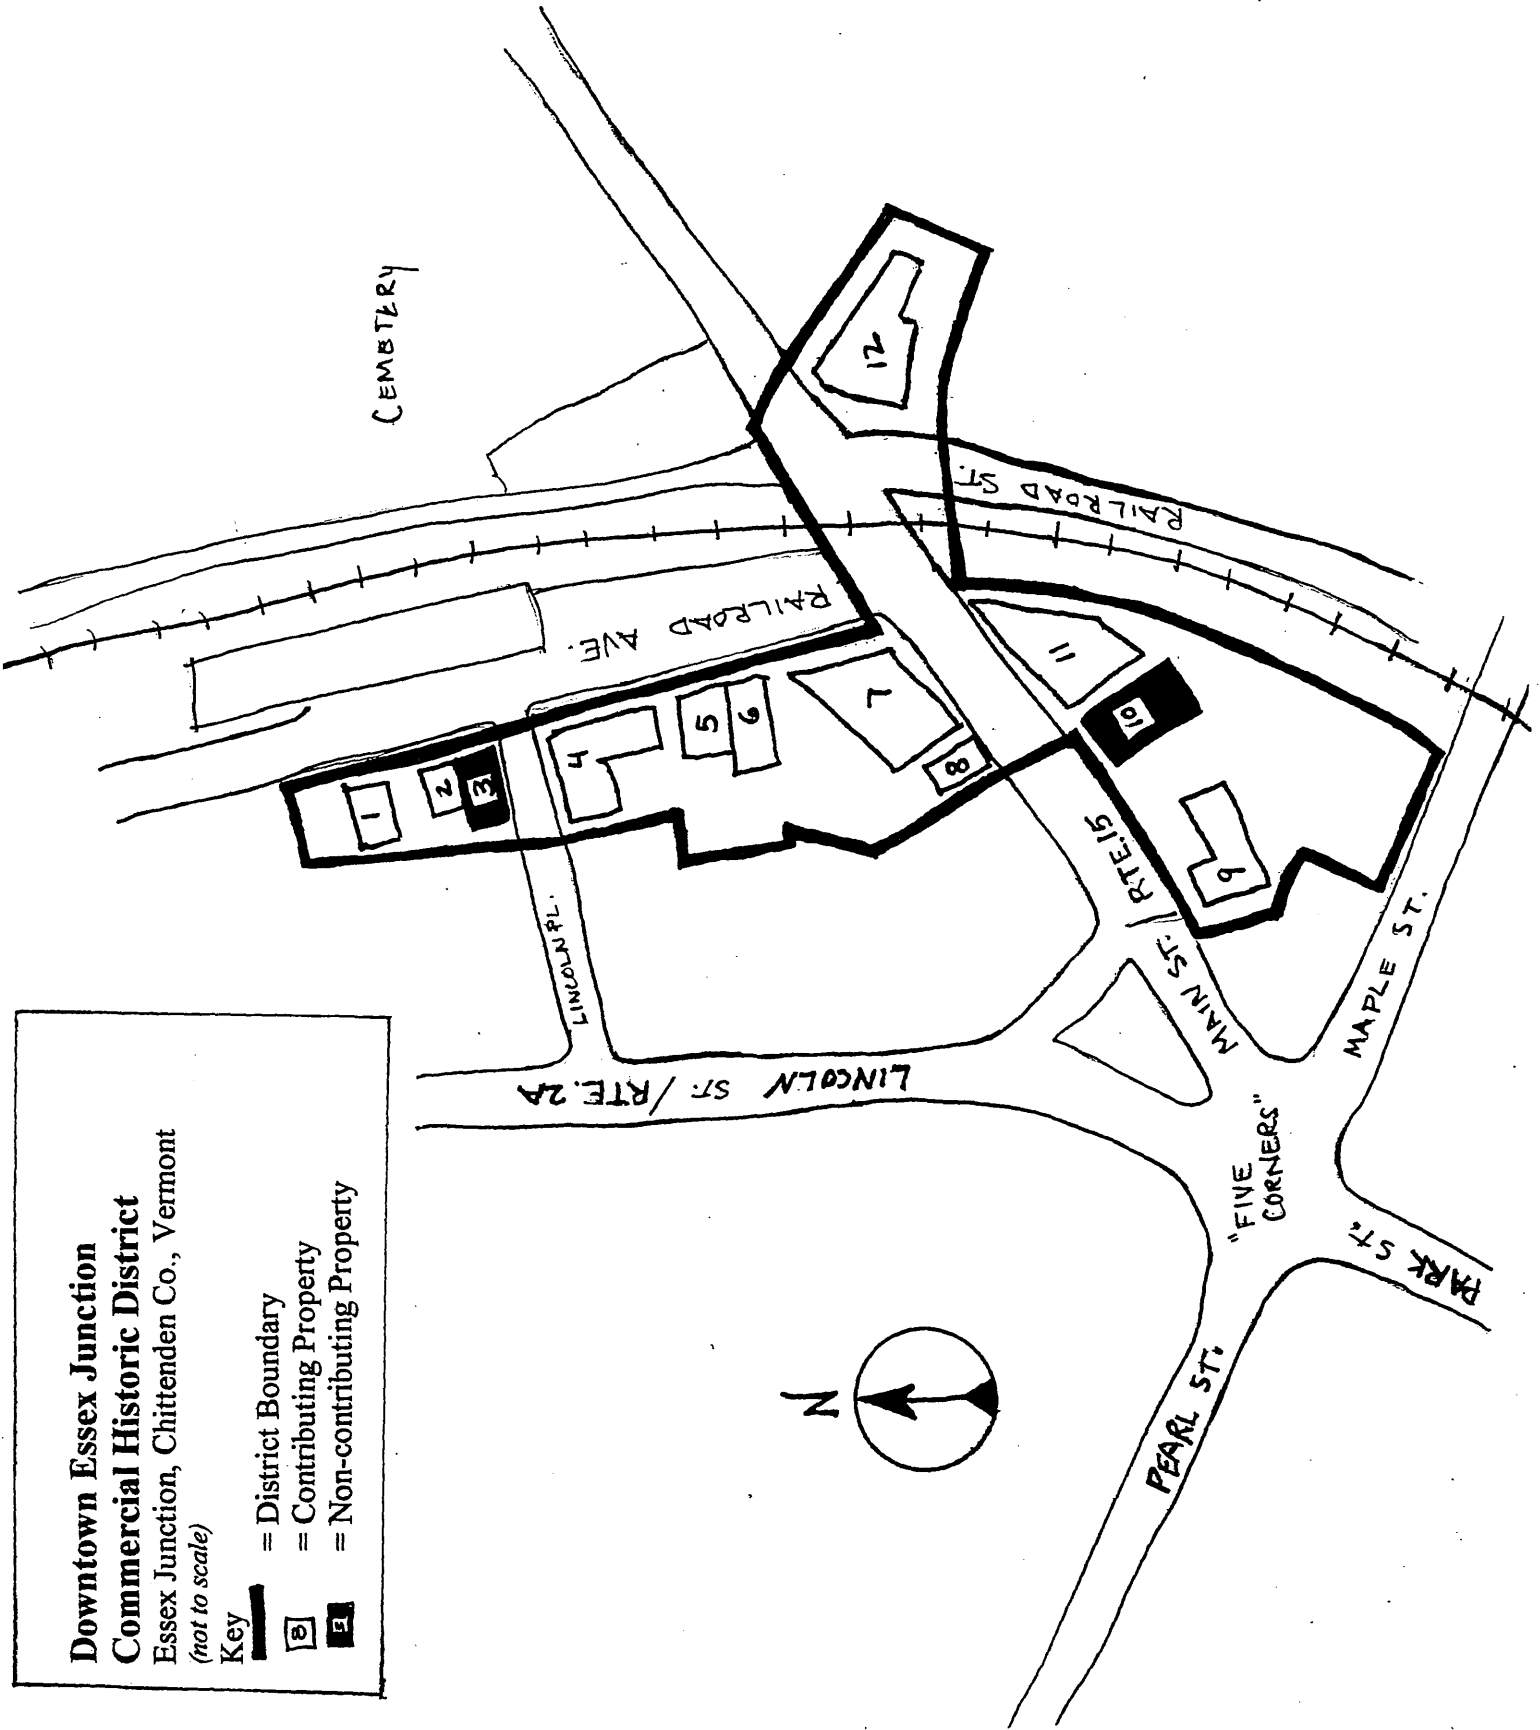 Downtown Essex Junction
Commercial Historic District
Essex Junction, Chittenden Co., Vermont
(not to scale)
Key
= District Boundary
8 = Contributing Property
= Non-contributing Property
CEMETERY
12
RAILROAD ST.
RAILROAD AVE.
1
2
3
4
5
6
7
8
11
10
9
LINCOLN PL.
LINCOLN ST. / RTE. 2A
MAIN ST. / RTE. 15
MAPLE ST.
"FIVE
CORNERS"
PARK ST.
PEARL ST.
N